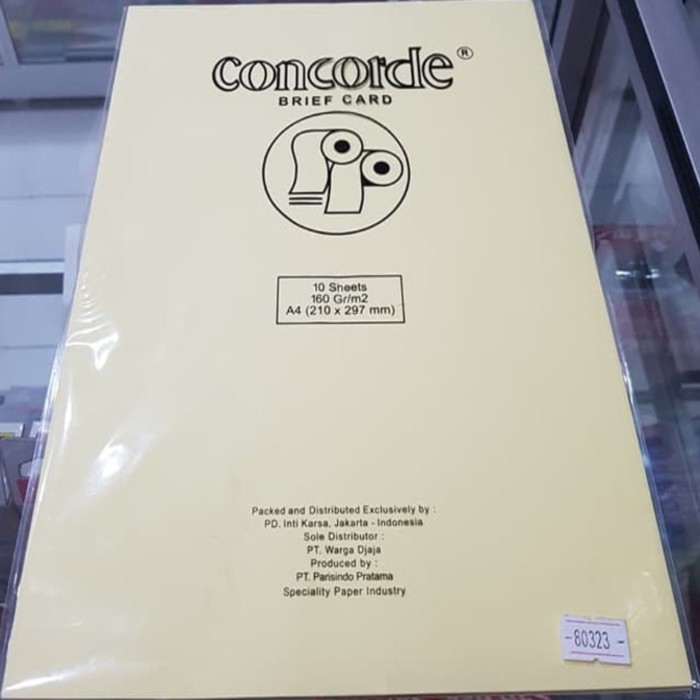 concorde®
BRIEF CARD
10 Sheets
160 Gr/m2
A4 (210 x 297 mm)
Packed and Distributed Exclusively by :
PD. Inti Karsa, Jakarta - Indonesia
Sole Distributor :
PT. Warga Djaja
Produced by :
PT. Parisindo Pratama
Speciality Paper Industry
-80323-